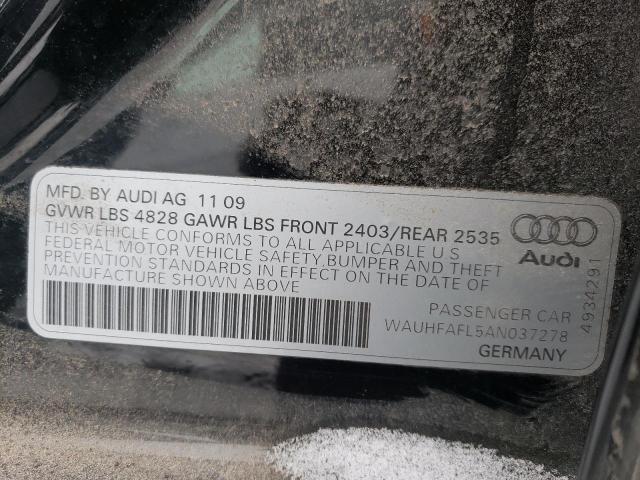 MFD. BY AUDI AG 11 09
GVWR LBS 4828 GAWR LBS FRONT 2403/REAR 2535
THIS VEHICLE CONFORMS TO ALL APPLICABLE U S
FEDERAL MOTOR VEHICLE SAFETY, BUMPER AND THEFT
PREVENTION STANDARDS IN EFFECT ON THE DATE OF
MANUFACTURE SHOWN ABOVE
Audi
PASSENGER CAR
WAUHFAFL5AN037278
GERMANY
4934291